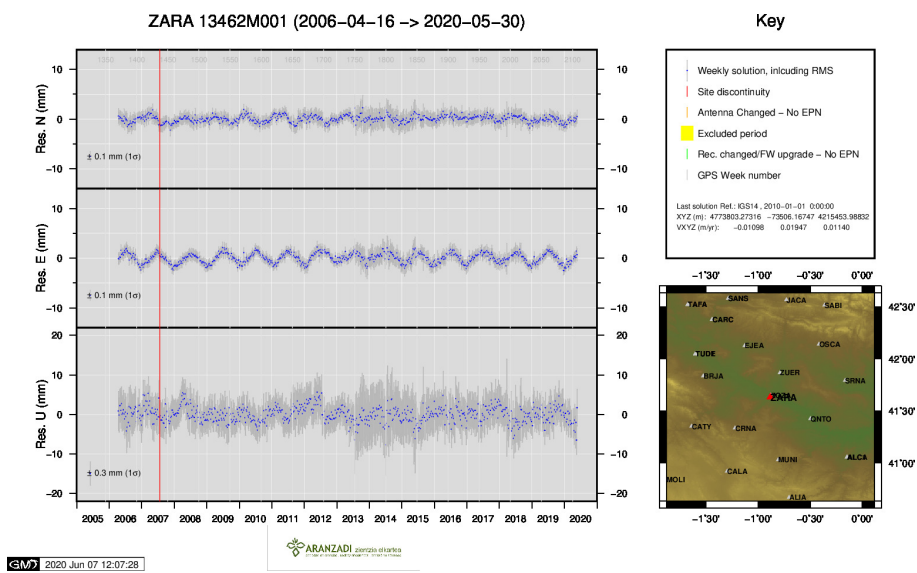 ZARA 13462M001 (2006−04−16 −> 2020−05−30)
Key
1350 1400 1450 1500 1550 1600 1650 1700 1750 1800 1850 1900 1950 2000 2050 2100
10 10
Res. N (mm)
0 0
± 0.1 mm (1σ)
−10 −10
10 10
Res. E (mm)
0 0
± 0.1 mm (1σ)
−10 −10
20 20
10 10
Res. U (mm)
0 0
−10 −10
± 0.3 mm (1σ)
−20 −20
2005 2006 2007 2008 2009 2010 2011 2012 2013 2014 2015 2016 2017 2018 2019 2020
Weekly solution, inlcuding RMS
Site discontinuity
Antenna Changed − No EPN
Excluded period
Rec. changed/FW upgrade − No EPN
GPS Week number
Last solution Ref.: IGS14 , 2010−01−01 0:00:00
XYZ (m): 4773803.27316 −73506.16747 4215453.98832
VXYZ (m/yr): −0.01098 0.01947 0.01140
−1˚30' −1˚00' −0˚30' 0˚00'
TAFA SANS JACA SABI
42˚30'
CARC
EJEA OSCA
TUDE
42˚00'
BRJA ZUER SRNA
ZARA
41˚30'
QNTO
CATY CRNA
MUNI ALCA
41˚00'
CALA
MOLI
ALIA
−1˚30' −1˚00' −0˚30' 0˚00'
ARANZADI zientzia elkartea
GMT 2020 Jun 07 12:07:28